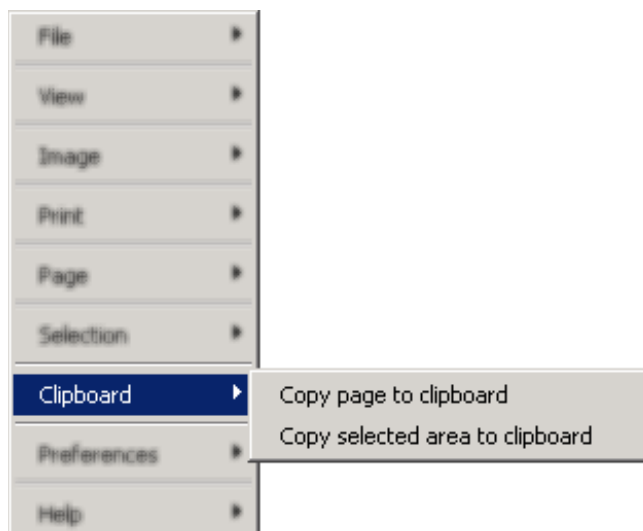 File
View
Image
Print
Page
Selection
Clipboard
Copy page to clipboard
Copy selected area to clipboard
Preferences
Help